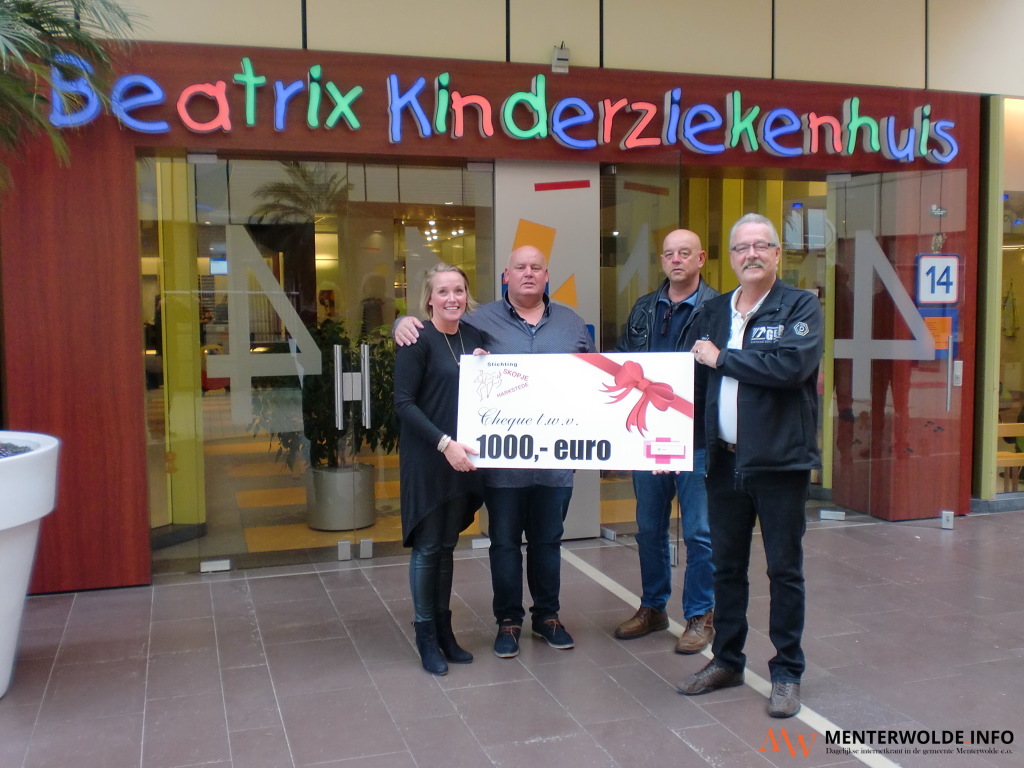 Beatrix Kinderziekenhuis
14
Stichting
SKOPJE
HARKSTEDE
Cheque t.w.v.
1000,- euro
MENTERWOLDE.INFO
Dagelijkse internetkrant in de gemeente Menterwolde e.o.